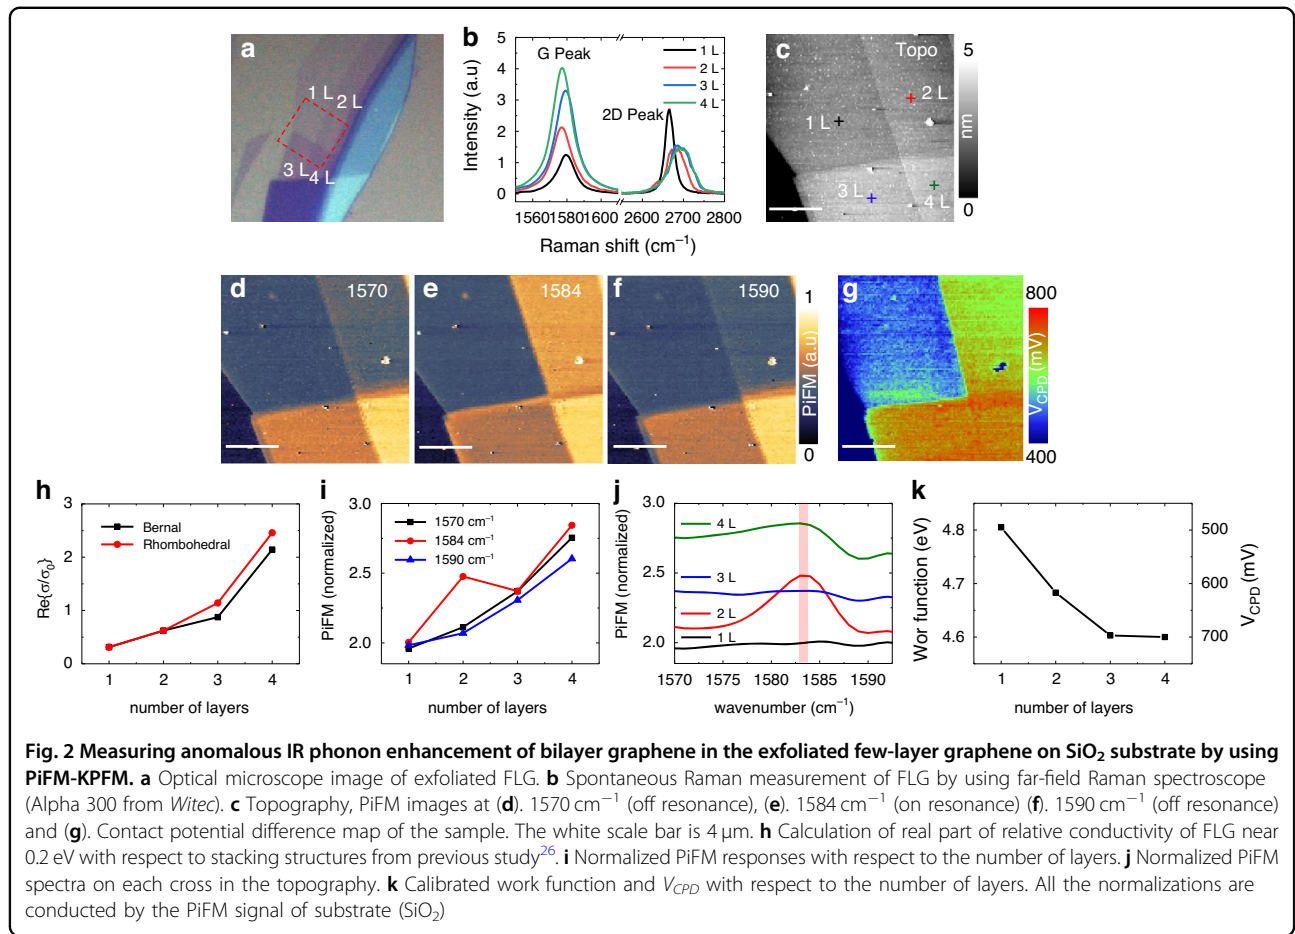 a
1 L
2 L
3 L
4 L
b
Intensity (a.u)
5
4
3
2
1
0
G Peak
2D Peak
1 L
2 L
3 L
4 L
1560 1580 1600 2600 2700 2800
Raman shift (cm⁻¹)
c
Topo
1 L
2 L
3 L
4 L
5
nm
0
d
1570
e
1584
f
1590
1
PiFM (a.u)
0
g
800
V_CPD (mV)
400
h
Re{σ/σ₀}
3
2
1
0
Bernal
Rhombohedral
1 2 3 4
number of layers
i
PiFM (normalized)
3.0
2.5
2.0
1570 cm⁻¹
1584 cm⁻¹
1590 cm⁻¹
1 2 3 4
number of layers
j
PiFM (normalized)
3.0
2.5
2.0
4 L
3 L
2 L
1 L
1570 1575 1580 1585 1590
wavenumber (cm⁻¹)
k
Wor function (eV)
4.8
4.7
4.6
500
600
700
V_CPD (mV)
1 2 3 4
number of layers
Fig. 2 Measuring anomalous IR phonon enhancement of bilayer graphene in the exfoliated few-layer graphene on SiO₂ substrate by using
PiFM-KPFM. a Optical microscope image of exfoliated FLG. b Spontaneous Raman measurement of FLG by using far-field Raman spectroscope
(Alpha 300 from Witec). c Topography, PiFM images at (d). 1570 cm⁻¹ (off resonance), (e). 1584 cm⁻¹ (on resonance) (f). 1590 cm⁻¹ (off resonance)
and (g). Contact potential difference map of the sample. The white scale bar is 4 µm. h Calculation of real part of relative conductivity of FLG near
0.2 eV with respect to stacking structures from previous study²⁶. i Normalized PiFM responses with respect to the number of layers. j Normalized PiFM
spectra on each cross in the topography. k Calibrated work function and V_CPD with respect to the number of layers. All the normalizations are
conducted by the PiFM signal of substrate (SiO₂)